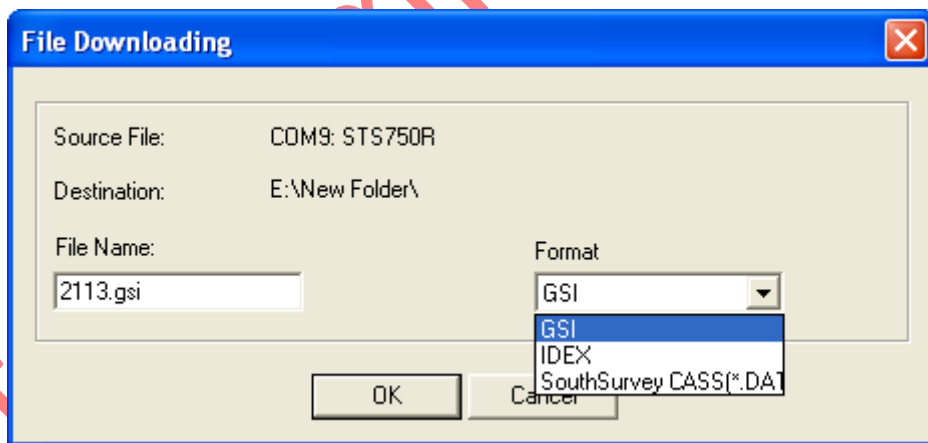 File Downloading
Source File: COM9: STS750R
Destination: E:\New Folder\
File Name:
Format
2113.gsi
GSI
GSI
IDEX
SouthSurvey CASS(*.DAT
OK
Cancel